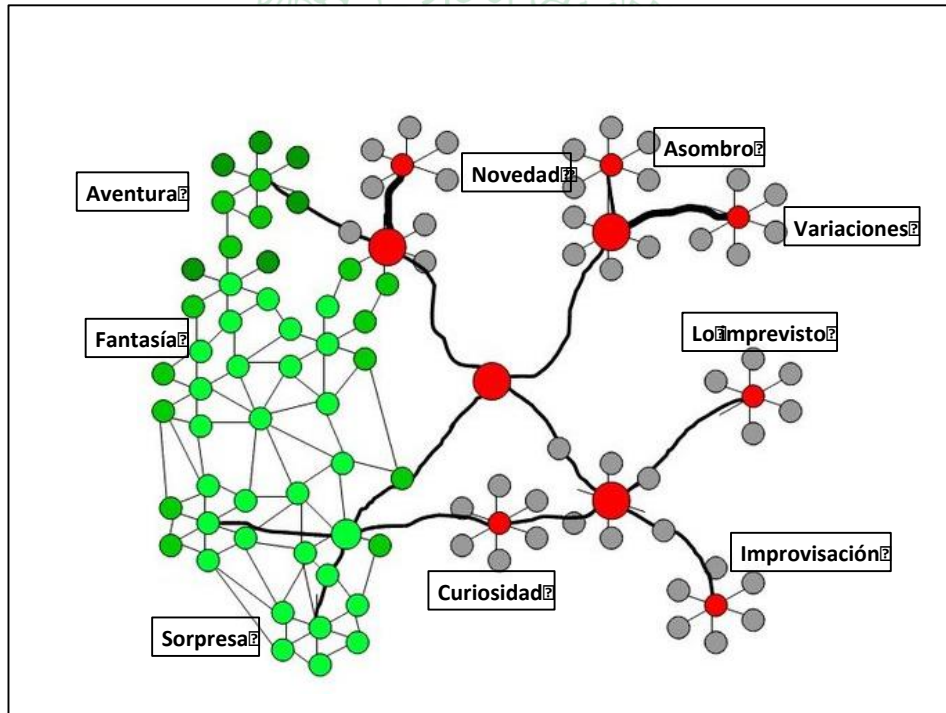 Asombro
Novedad
Aventura
Variaciones
Fantasía
Lo imprevisto
Improvisación
Curiosidad
Sorpresa